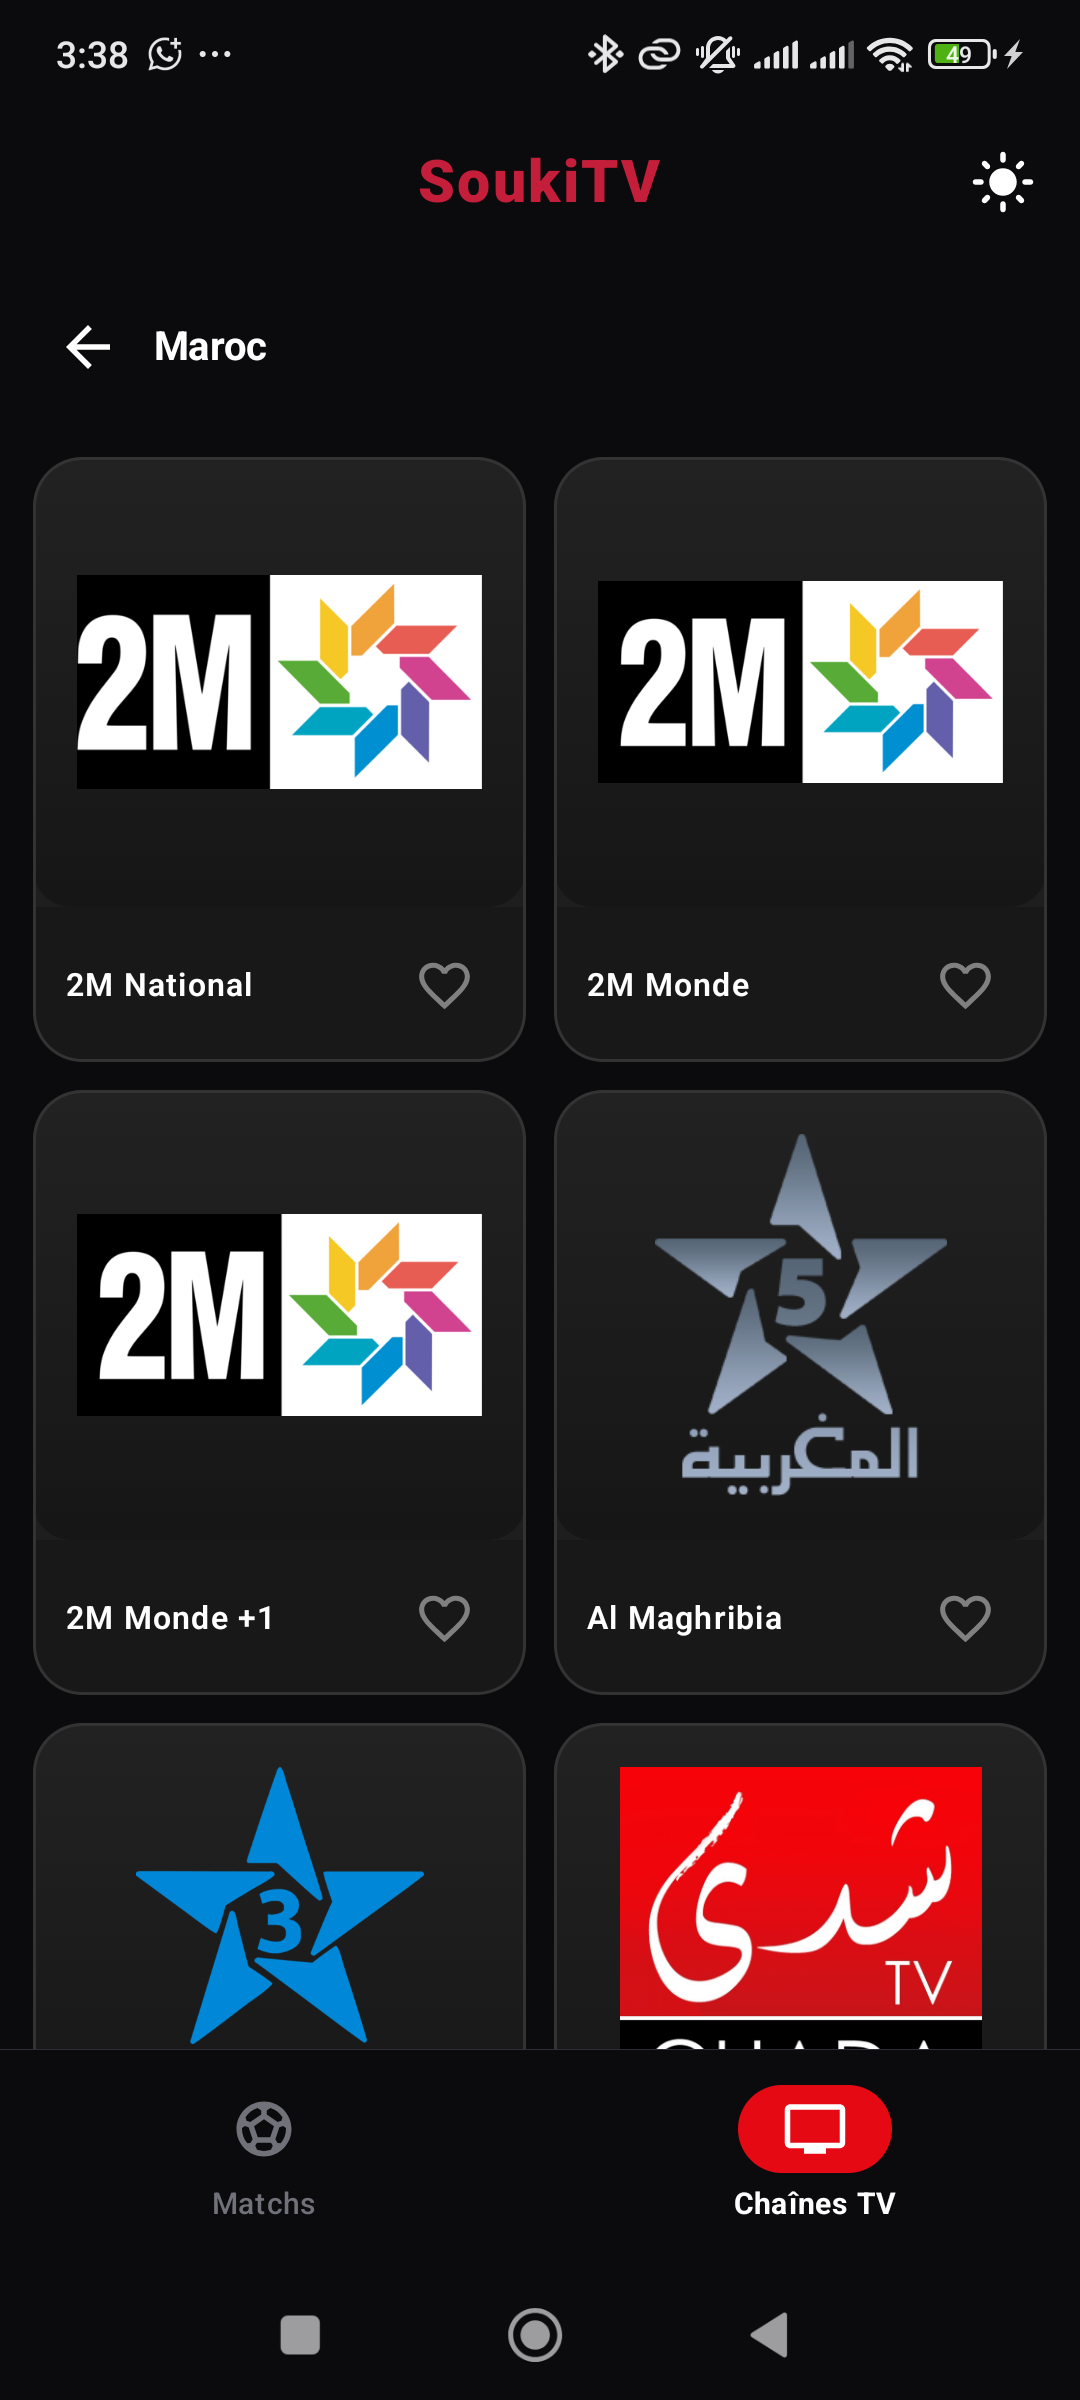 3:38
49
SoukiTV
Maroc
2M
2M
2M National
2M Monde
2M
5
المغربية
2M Monde +1
Al Maghribia
3
شدى
TV
Matchs
Chaînes TV